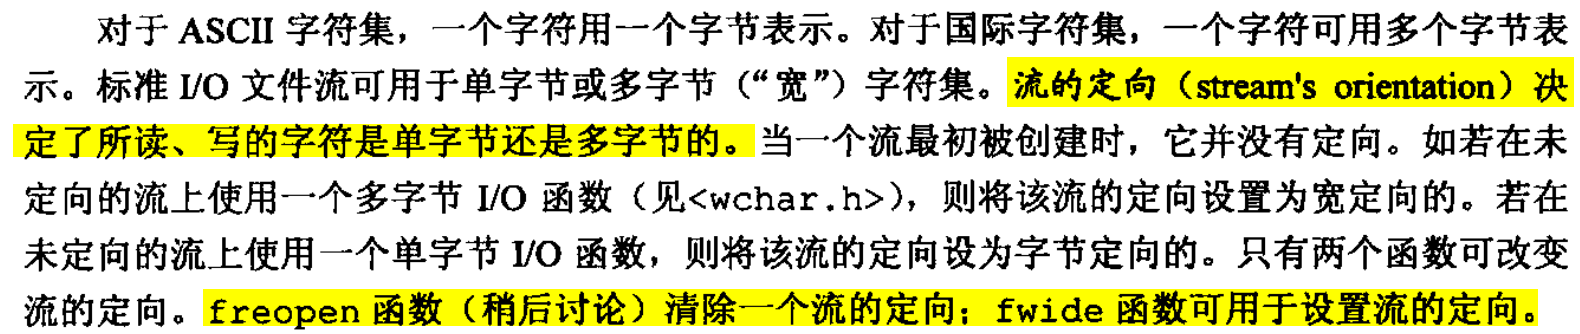 对于 ASCII 字符集，一个字符用一个字节表示。对于国际字符集，一个字符可用多个字节表
示。标准 I/O 文件流可用于单字节或多字节（“宽”）字符集。流的定向（stream's orientation）决
定了所读、写的字符是单字节还是多字节的。当一个流最初被创建时，它并没有定向。如若在未
定向的流上使用一个多字节 I/O 函数（见<wchar.h>），则将该流的定向设置为宽定向的。若在
未定向的流上使用一个单字节 I/O 函数，则将该流的定向设为字节定向的。只有两个函数可改变
流的定向。freopen 函数（稍后讨论）清除一个流的定向；fwide 函数可用于设置流的定向。